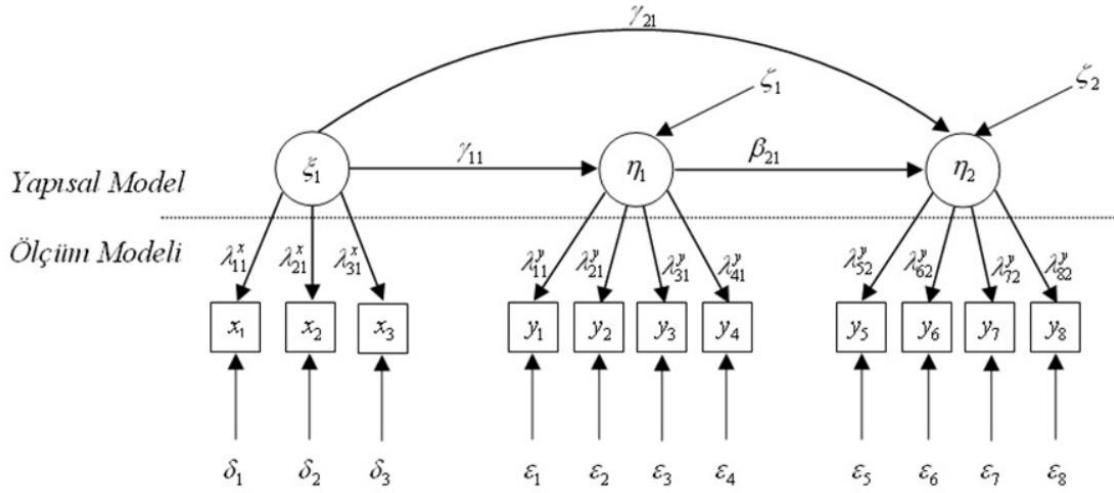 γ₂₁
ζ₁ ζ₂
ξ₁ γ₁₁ η₁ β₂₁ η₂
Yapısal Model
Ölçüm Modeli
λ₁₁ˣ λ₂₁ˣ λ₃₁ˣ λ₁₁ʸ λ₂₁ʸ λ₃₁ʸ λ₄₁ʸ λ₅₂ʸ λ₆₂ʸ λ₇₂ʸ λ₈₂ʸ
x₁ x₂ x₃ y₁ y₂ y₃ y₄ y₅ y₆ y₇ y₈
δ₁ δ₂ δ₃ ε₁ ε₂ ε₃ ε₄ ε₅ ε₆ ε₇ ε₈